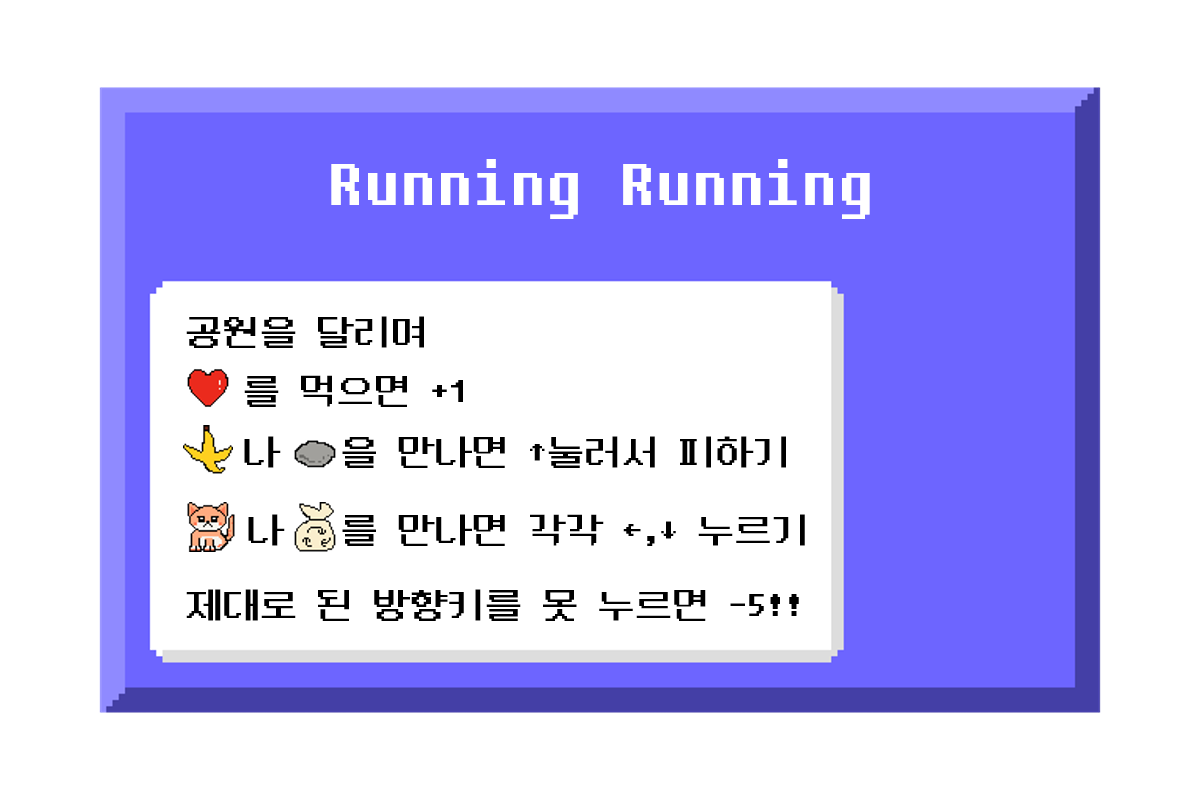 Running Running
공원을 달리며
를 먹으면 +1
나 을 만나면 ↑눌러서 피하기
나 를 만나면 각각 ←,↓ 누르기
제대로 된 방향키를 못 누르면 -5!!